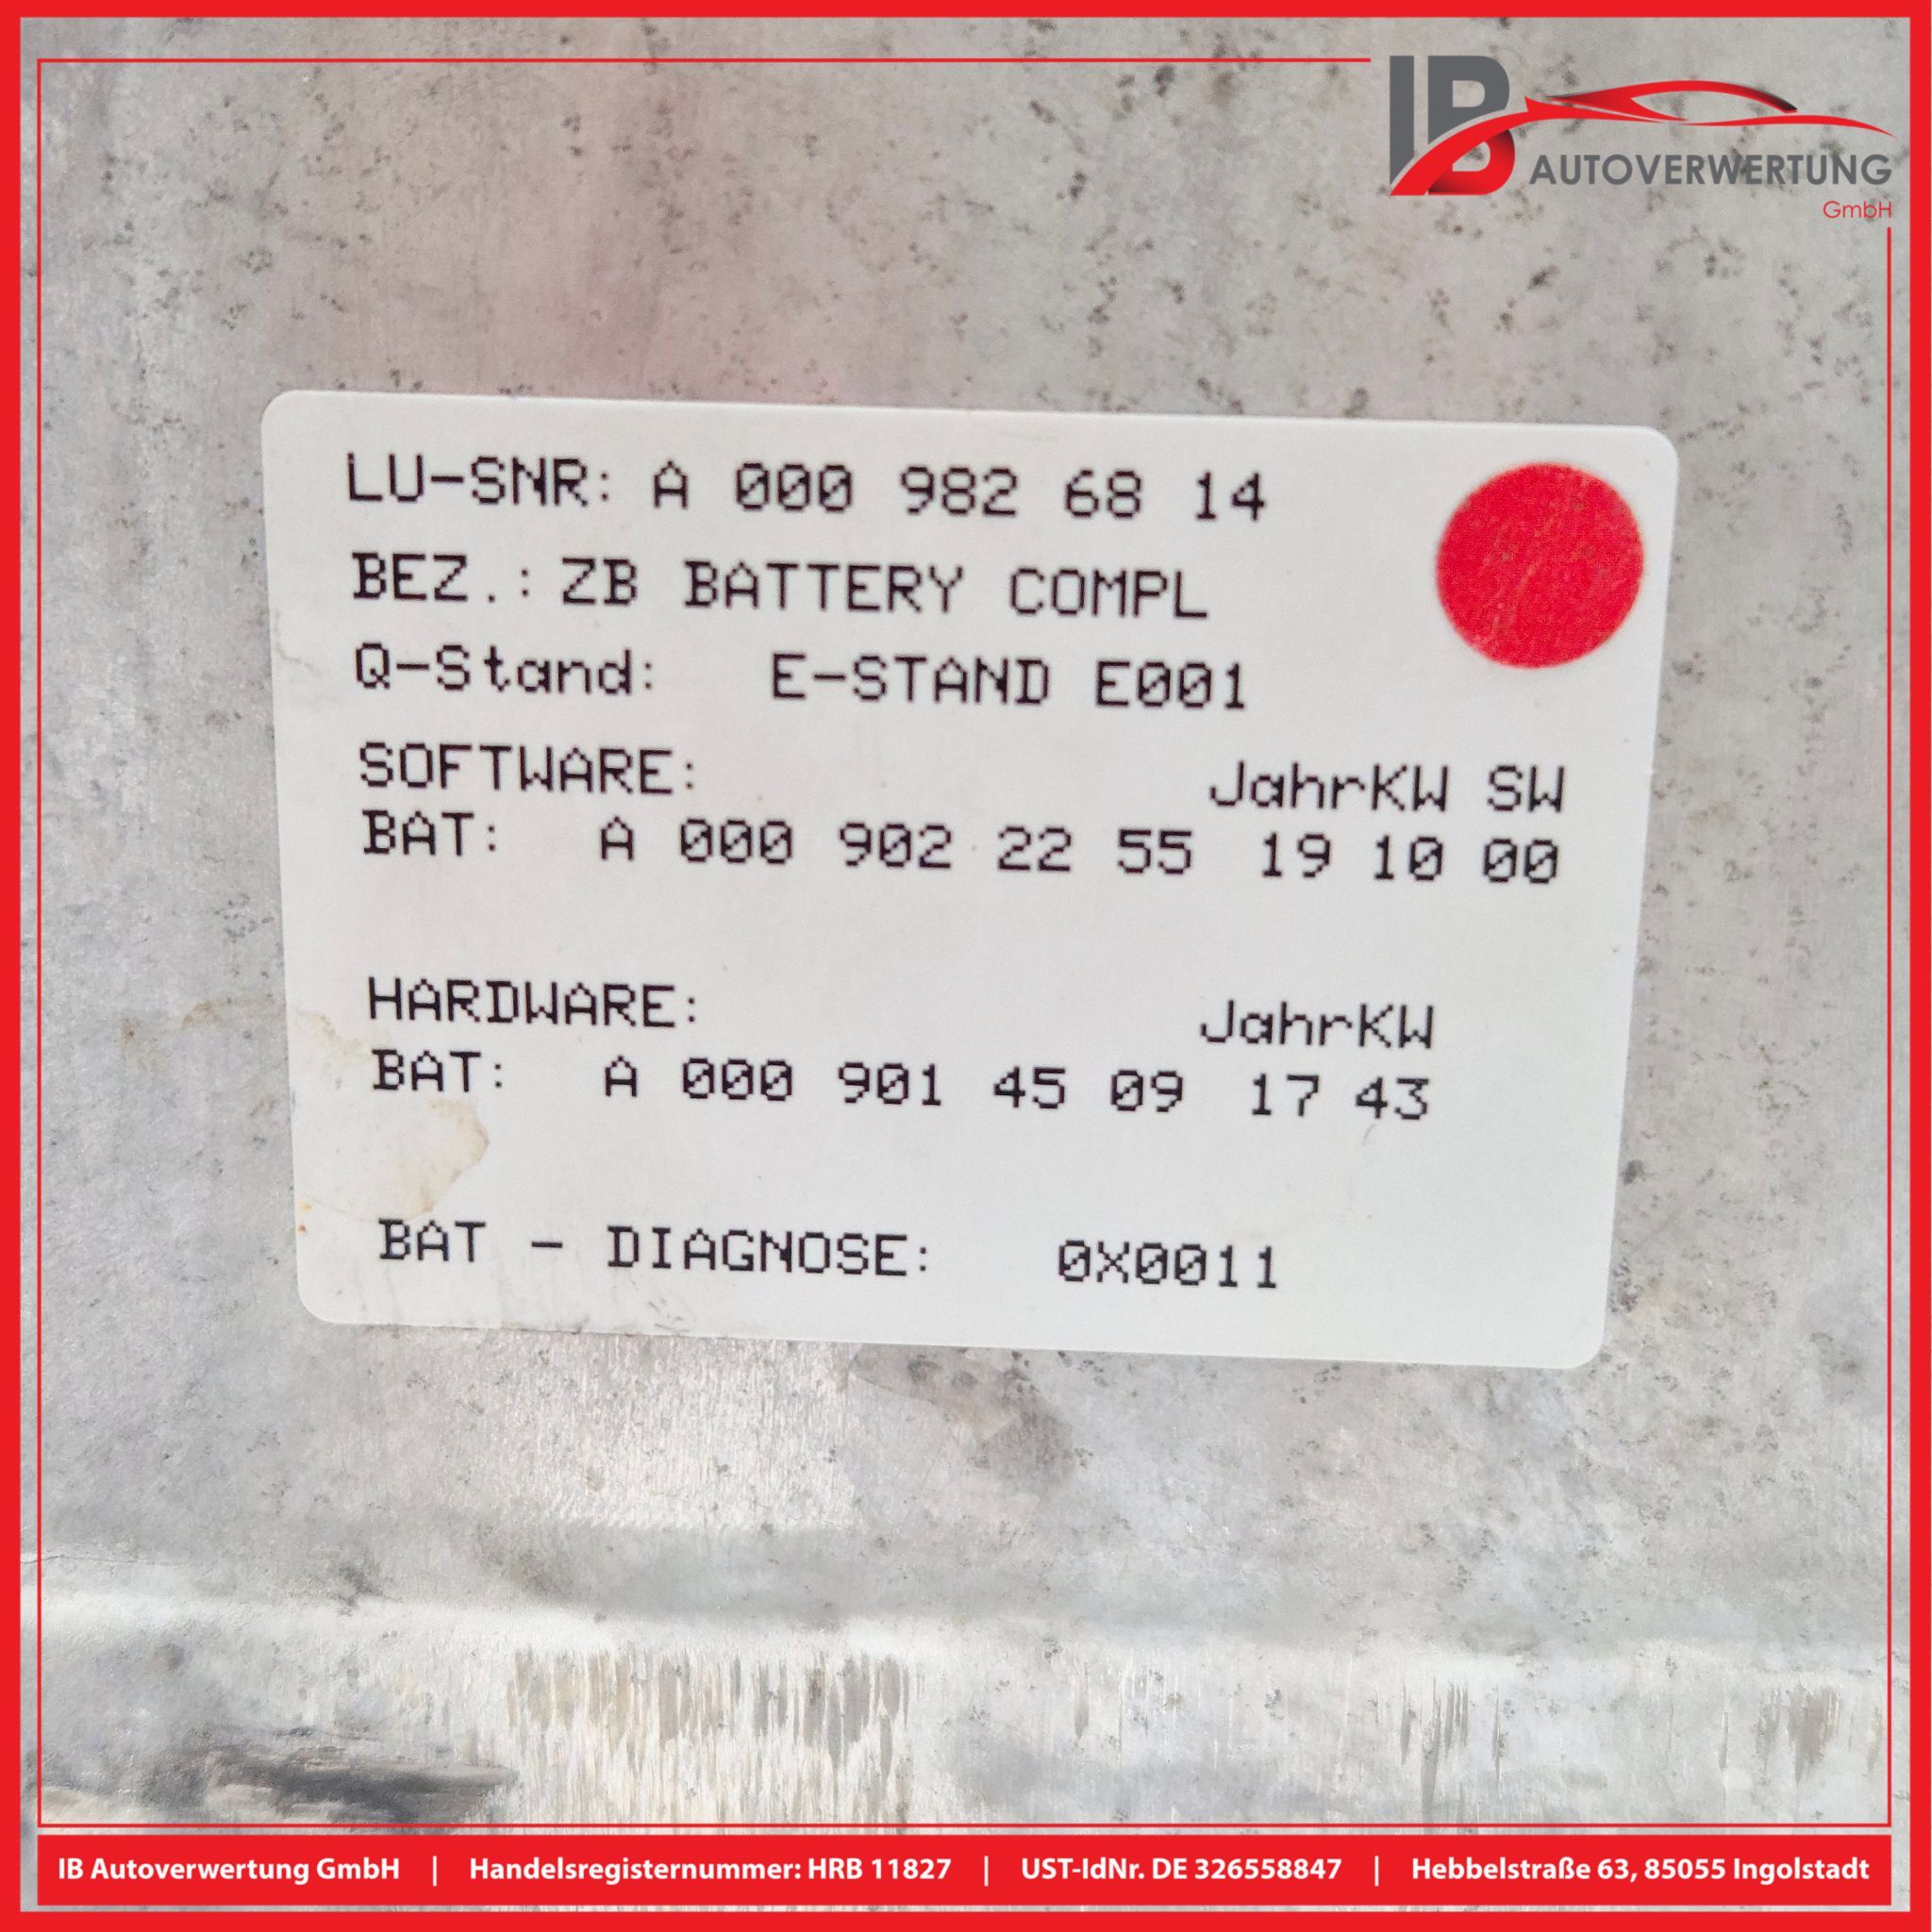 IB AUTOVERWERTUNG
GmbH
LU-SNR: A 000 982 68 14
BEZ.: ZB BATTERY COMPL
Q-Stand: E-STAND E001
SOFTWARE: JahrKW SW
BAT: A 000 902 22 55 19 10 00
HARDWARE: JahrKW
BAT: A 000 901 45 09 17 43
BAT - DIAGNOSE: 0X0011
IB Autoverwertung GmbH | Handelsregisternummer: HRB 11827 | UST-IdNr. DE 326558847 | Hebbelstraße 63, 85055 Ingolstadt